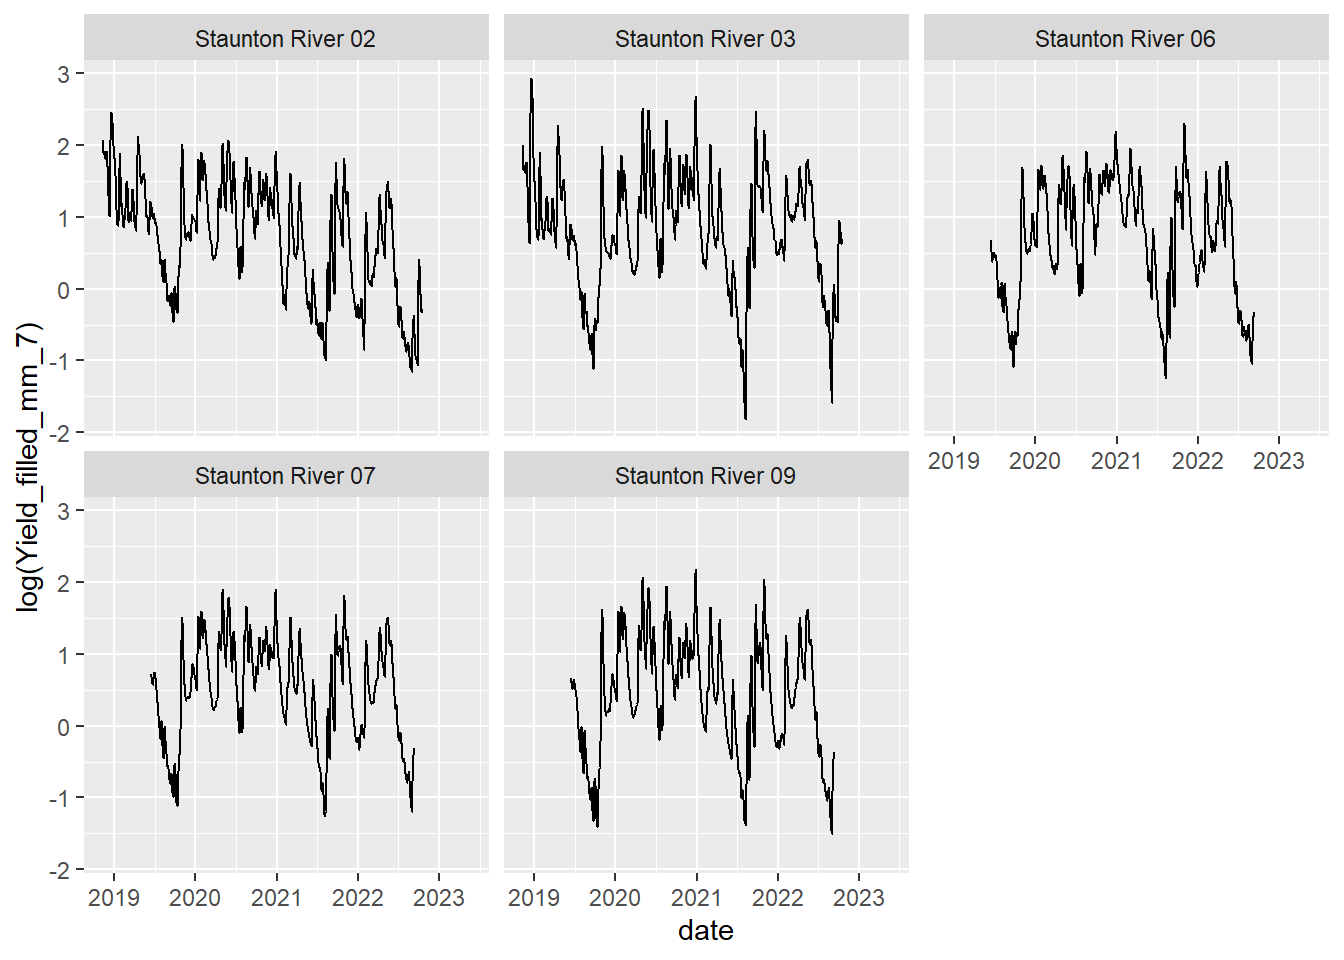 Staunton River 02
Staunton River 03
Staunton River 06
3
2
1
0
-1
-2
2019 2020 2021 2022 2023
Staunton River 07
Staunton River 09
3
2
1
0
-1
-2
2019 2020 2021 2022 2023
2019 2020 2021 2022 2023
date
log(Yield_filled_mm_7)